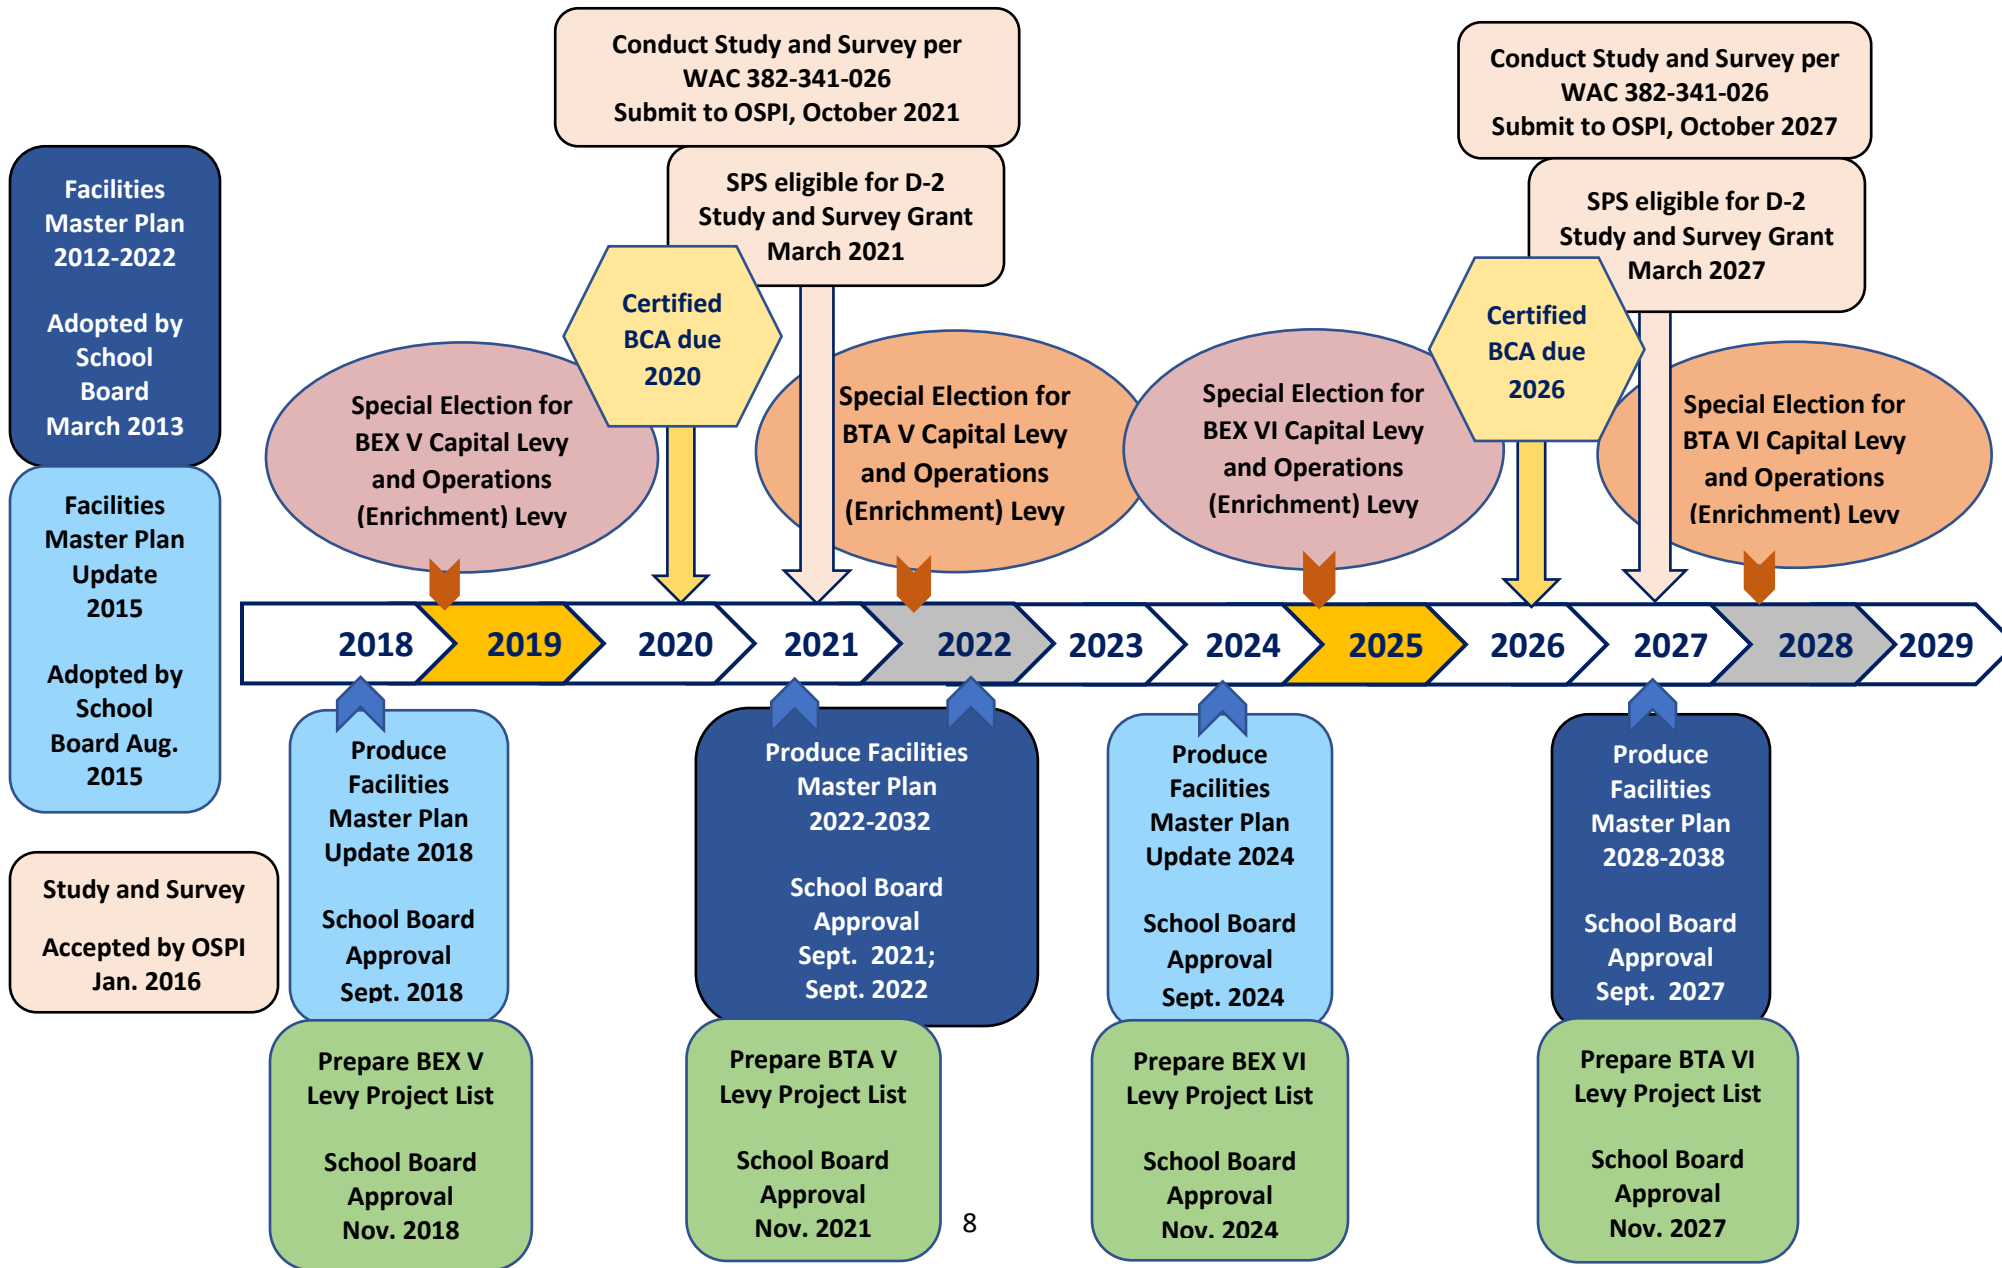 Conduct Study and Survey per
WAC 382-341-026
Submit to OSPI, October 2021
SPS eligible for D-2
Study and Survey Grant
March 2021
Conduct Study and Survey per
WAC 382-341-026
Submit to OSPI, October 2027
SPS eligible for D-2
Study and Survey Grant
March 2027
Facilities
Master Plan
2012-2022
Adopted by
School
Board
March 2013
Facilities
Master Plan
Update
2015
Adopted by
School
Board Aug.
2015
Study and Survey
Accepted by OSPI
Jan. 2016
Special Election for
BEX V Capital Levy
and Operations
(Enrichment) Levy
Certified
BCA due
2020
Special Election for
BTA V Capital Levy
and Operations
(Enrichment) Levy
Special Election for
BEX VI Capital Levy
and Operations
(Enrichment) Levy
Certified
BCA due
2026
Special Election for
BTA VI Capital Levy
and Operations
(Enrichment) Levy
2018
2019
2020
2021
2022
2023
2024
2025
2026
2027
2028
2029
Produce
Facilities
Master Plan
Update 2018
School Board
Approval
Sept. 2018
Prepare BEX V
Levy Project List
School Board
Approval
Nov. 2018
Produce Facilities
Master Plan
2022-2032
School Board
Approval
Sept. 2021;
Sept. 2022
Prepare BTA V
Levy Project List
School Board
Approval
Nov. 2021
Produce
Facilities
Master Plan
Update 2024
School Board
Approval
Sept. 2024
Prepare BEX VI
Levy Project List
School Board
Approval
Nov. 2024
Produce
Facilities
Master Plan
2028-2038
School Board
Approval
Sept. 2027
Prepare BTA VI
Levy Project List
School Board
Approval
Nov. 2027
8